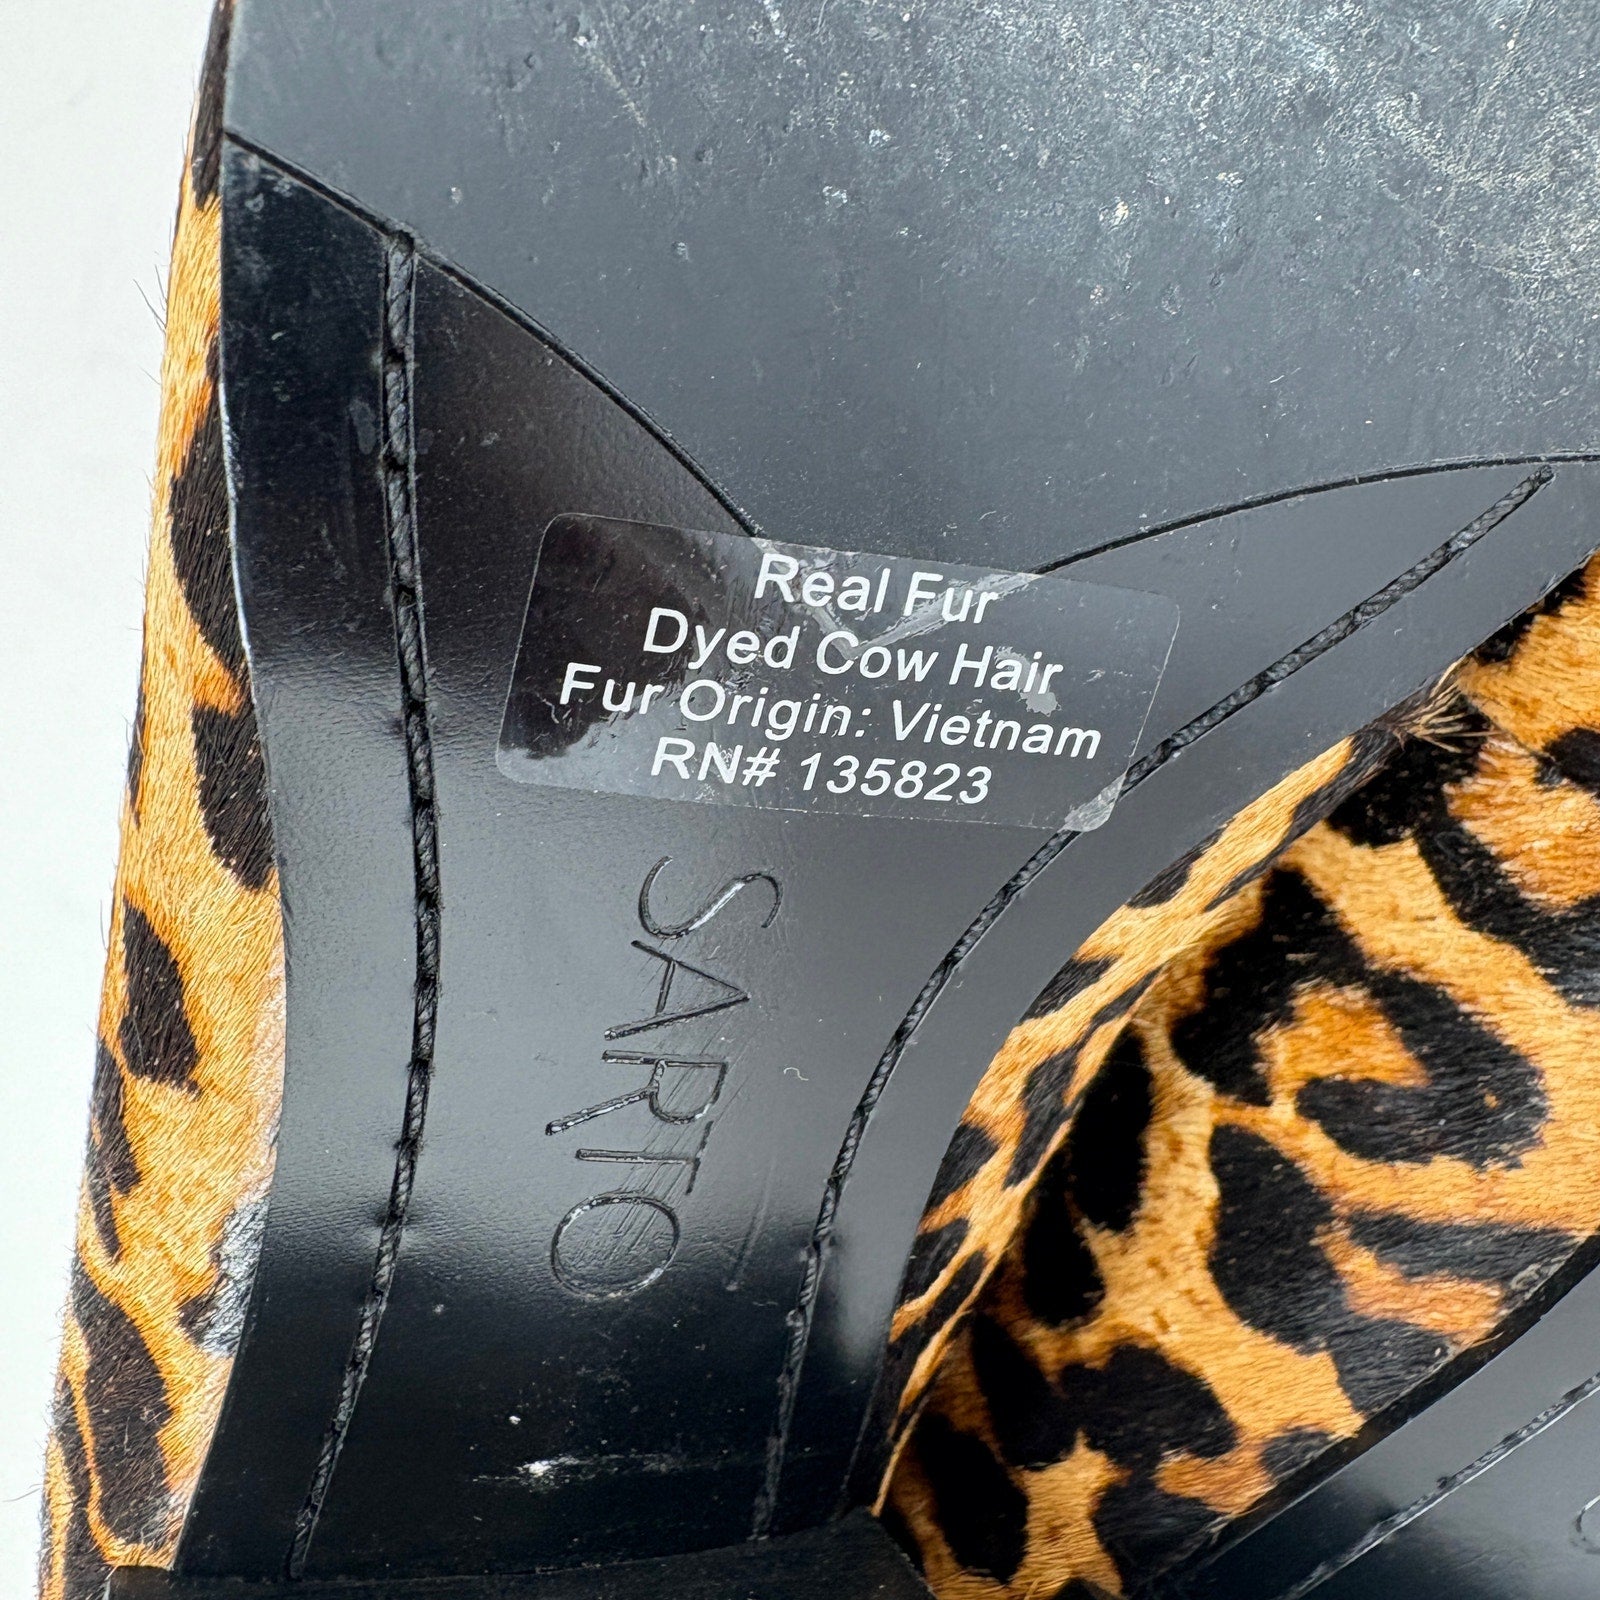 Real Fur
Dyed Cow Hair
Fur Origin: Vietnam
RN# 135823
SARTO